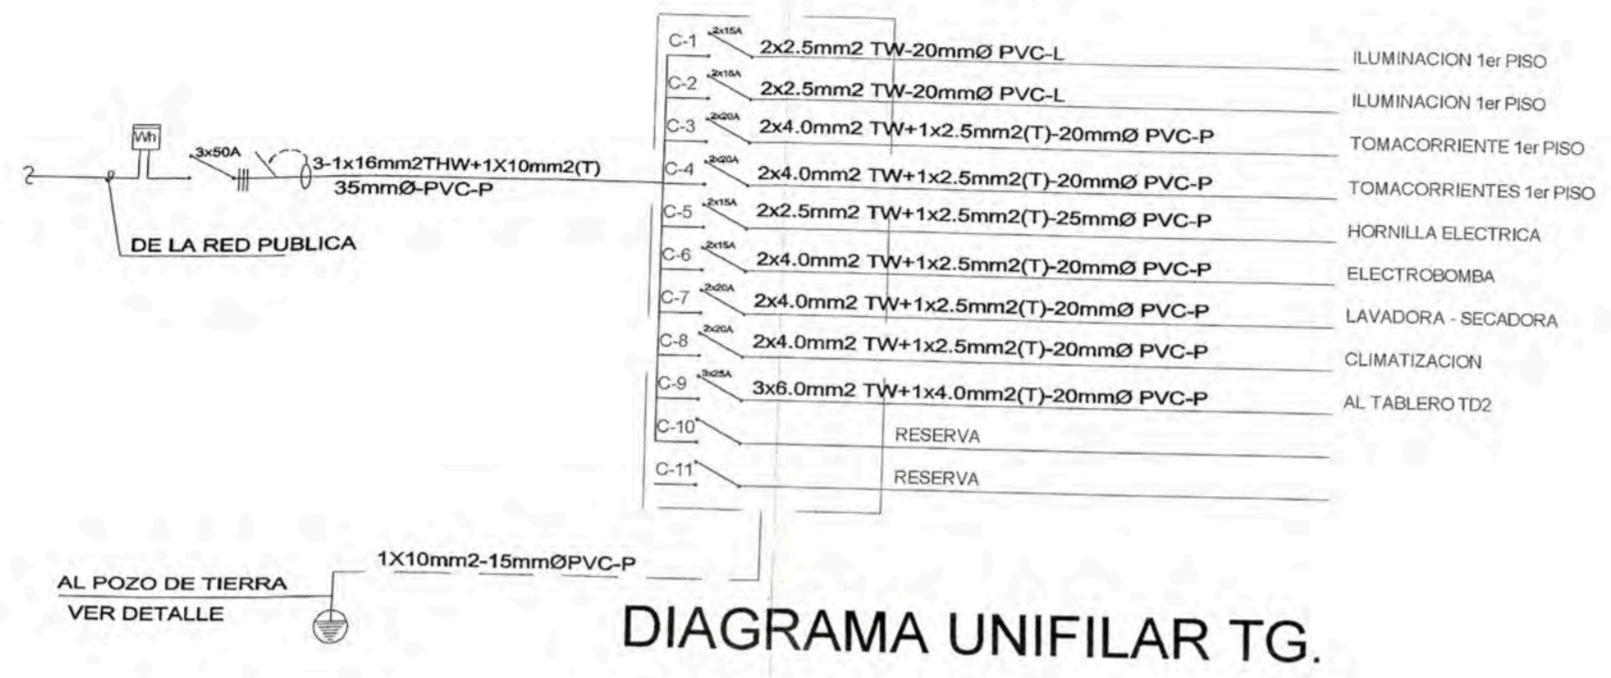 C-1 2x15A 2x2.5mm2 TW-20mmØ PVC-L ILUMINACION 1er PISO
C-2 2x15A 2x2.5mm2 TW-20mmØ PVC-L ILUMINACION 1er PISO
C-3 2x20A 2x4.0mm2 TW+1x2.5mm2(T)-20mmØ PVC-P TOMACORRIENTE 1er PISO
C-4 2x20A 2x4.0mm2 TW+1x2.5mm2(T)-20mmØ PVC-P TOMACORRIENTES 1er PISO
C-5 2x15A 2x2.5mm2 TW+1x2.5mm2(T)-25mmØ PVC-P HORNILLA ELECTRICA
C-6 2x15A 2x4.0mm2 TW+1x2.5mm2(T)-20mmØ PVC-P ELECTROBOMBA
C-7 2x20A 2x4.0mm2 TW+1x2.5mm2(T)-20mmØ PVC-P LAVADORA - SECADORA
C-8 2x20A 2x4.0mm2 TW+1x2.5mm2(T)-20mmØ PVC-P CLIMATIZACION
C-9 3x25A 3x6.0mm2 TW+1x4.0mm2(T)-20mmØ PVC-P AL TABLERO TD2
C-10 RESERVA
C-11 RESERVA
Wh
3x50A
3-1x16mm2THW+1X10mm2(T)
35mmØ-PVC-P
DE LA RED PUBLICA
1X10mm2-15mmØPVC-P
AL POZO DE TIERRA
VER DETALLE
DIAGRAMA UNIFILAR TG.